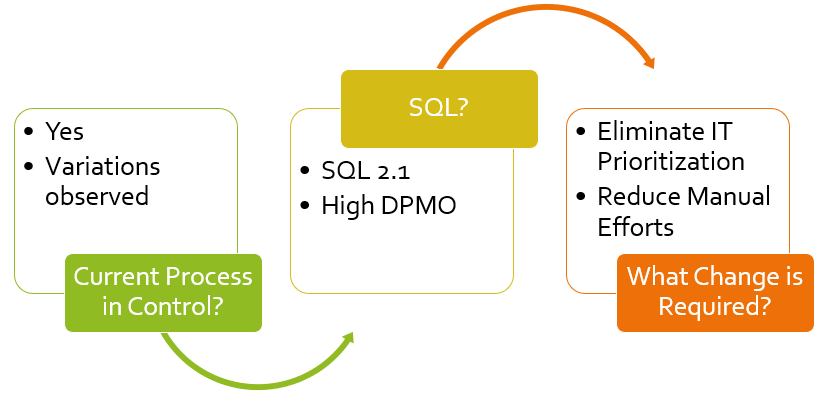 • Yes
• Variations
observed
Current Process
in Control?
SQL?
• SQL 2.1
• High DPMO
• Eliminate IT
Prioritization
• Reduce Manual
Efforts
What Change is
Required?